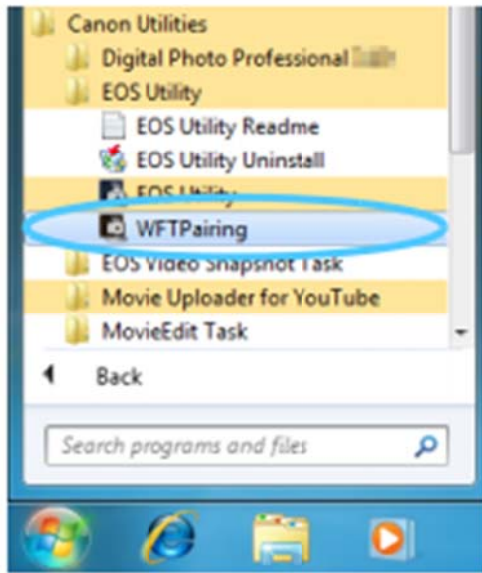 Canon Utilities
Digital Photo Professional
EOS Utility
EOS Utility Readme
EOS Utility Uninstall
EOS Utility
WFTPairing
EOS Video Snapshot Task
Movie Uploader for YouTube
MovieEdit Task
Back
Search programs and files